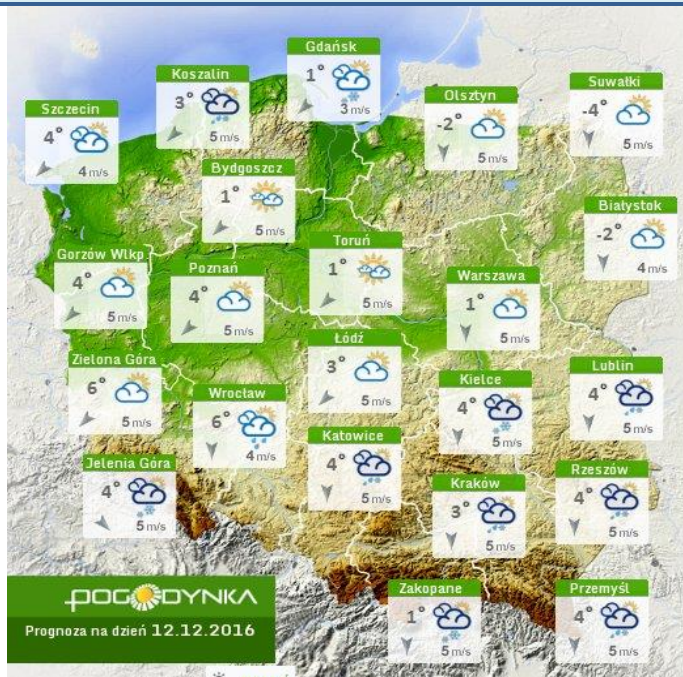 Gdańsk
1°
3 m/s
Koszalin
3°
5 m/s
Szczecin
4°
4 m/s
Olsztyn
-2°
5 m/s
Suwałki
-4°
5 m/s
Bydgoszcz
1°
5 m/s
Białystok
-2°
4 m/s
Gorzów Wlkp.
4°
5 m/s
Poznań
4°
5 m/s
Toruń
1°
5 m/s
Warszawa
1°
5 m/s
Zielona Góra
6°
5 m/s
Łódź
3°
5 m/s
Wrocław
6°
4 m/s
Kielce
4°
5 m/s
Lublin
4°
5 m/s
Jelenia Góra
4°
5 m/s
Katowice
4°
5 m/s
Kraków
3°
5 m/s
Rzeszów
4°
5 m/s
Zakopane
1°
5 m/s
Przemyśl
4°
5 m/s
POGODYNKA
Prognoza na dzień 12.12.2016